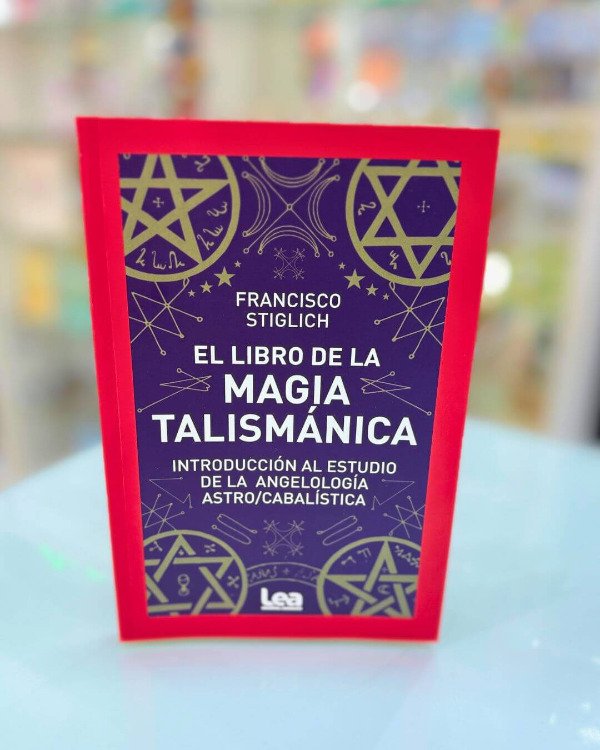 FRANCISCO
STIGLICH
EL LIBRO DE LA
MAGIA
TALISMÁNICA
INTRODUCCIÓN AL ESTUDIO
DE LA ANGELOLOGÍA
ASTRO/CABALÍSTICA
Lea